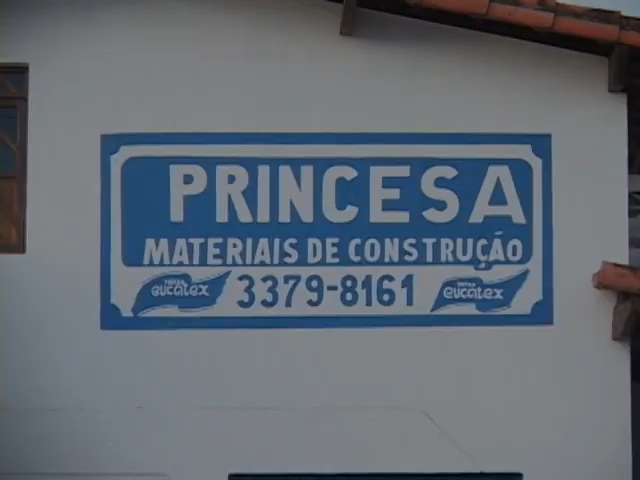 PRINCESA
MATERIAIS DE CONSTRUÇÃO
eucatex 3379-8161 eucatex